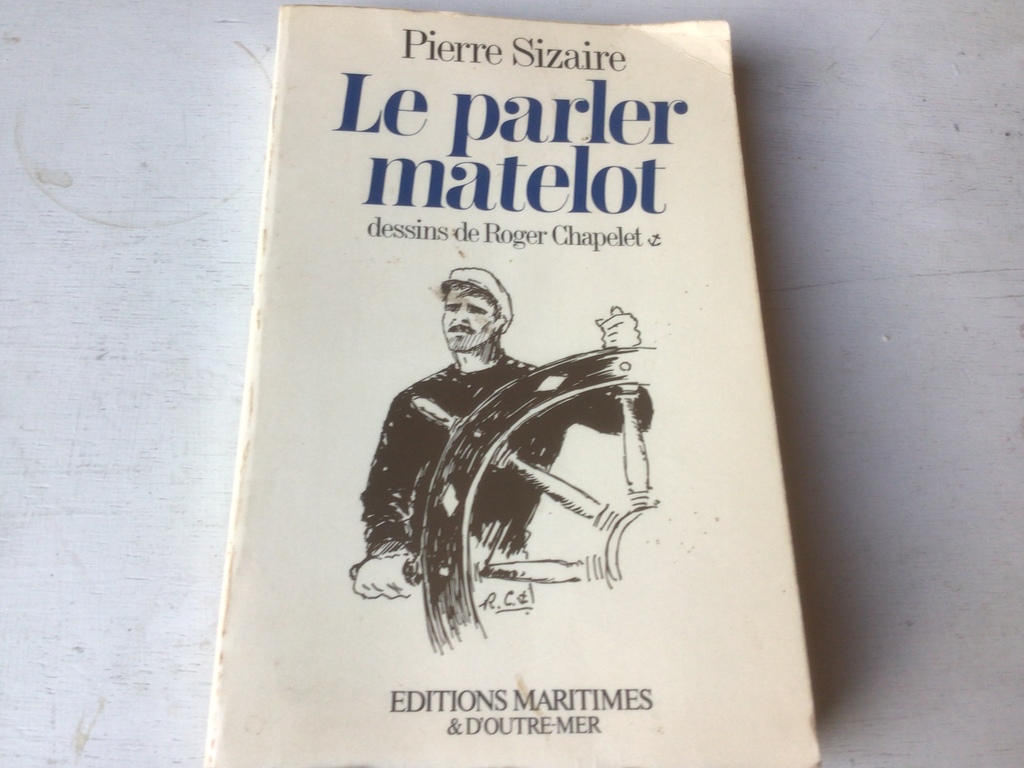 Pierre Sizaire
Le parler
matelot
dessins de Roger Chapelet
R.C.
EDITIONS MARITIMES
& D'OUTRE-MER